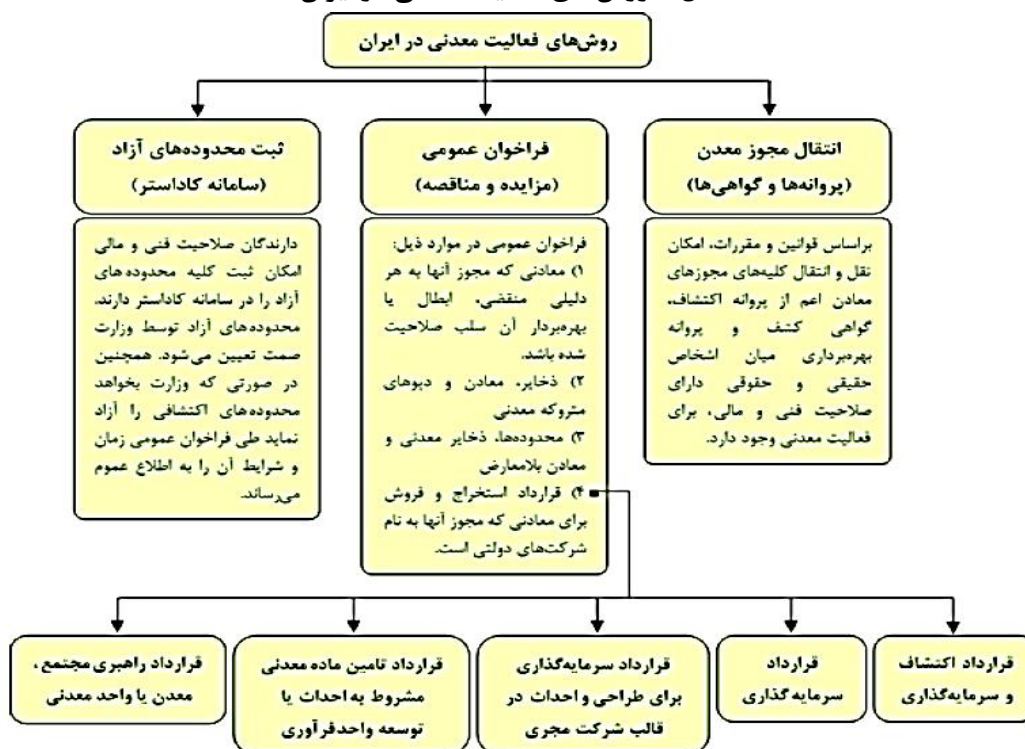 روش‌های فعالیت معدنی در ایران
انتقال مجوز معدن
(پروانه‌ها و گواهی‌ها)
براساس قوانین و مقررات، امکان
نقل و انتقال کلیه‌های مجوزهای
معادن اعم از پروانه اکتشاف،
گواهی کشف و پروانه
بهره‌برداری میان اشخاص
حقیقی و حقوقی دارای
صلاحیت فنی و مالی، برای
فعالیت معدنی وجود دارد.
فراخوان عمومی
(مزایده و مناقصه)
فراخوان عمومی در موارد ذیل:
۱) معادنی که مجوز آنها به هر
دلیلی منقضی، ابطال یا
بهره‌بردار آن سلب صلاحیت
شده باشد.
۲) ذخایر، معادن و دپوهای
متروکه معدنی
۳) محدوده‌ها، ذخایر معدنی و
معادن بلامعارض
۴) قرارداد استخراج و فروش
برای معادنی که مجوز آنها به نام
شرکت‌های دولتی است.
ثبت محدوده‌های آزاد
(سامانه کاداستر)
دارندگان صلاحیت فنی و مالی
امکان ثبت کلیه محدوده‌های
آزاد را در سامانه کاداستر دارند.
محدوده‌های آزاد توسط وزارت
صمت تعیین می‌شود. همچنین
در صورتی که وزارت بخواهد
محدوده‌های اکتشافی را آزاد
نماید طی فراخوان عمومی زمان
و شرایط آن را به اطلاع عموم
می‌رساند.
قرارداد اکتشاف
و سرمایه‌گذاری
قرارداد
سرمایه‌گذاری
قرارداد سرمایه‌گذاری
برای طراحی و احداث در
قالب شرکت مجری
قرارداد تامین ماده معدنی
مشروط به احداث یا
توسعه واحدفرآوری
قرارداد راهبری مجتمع،
معدن یا واحد معدنی